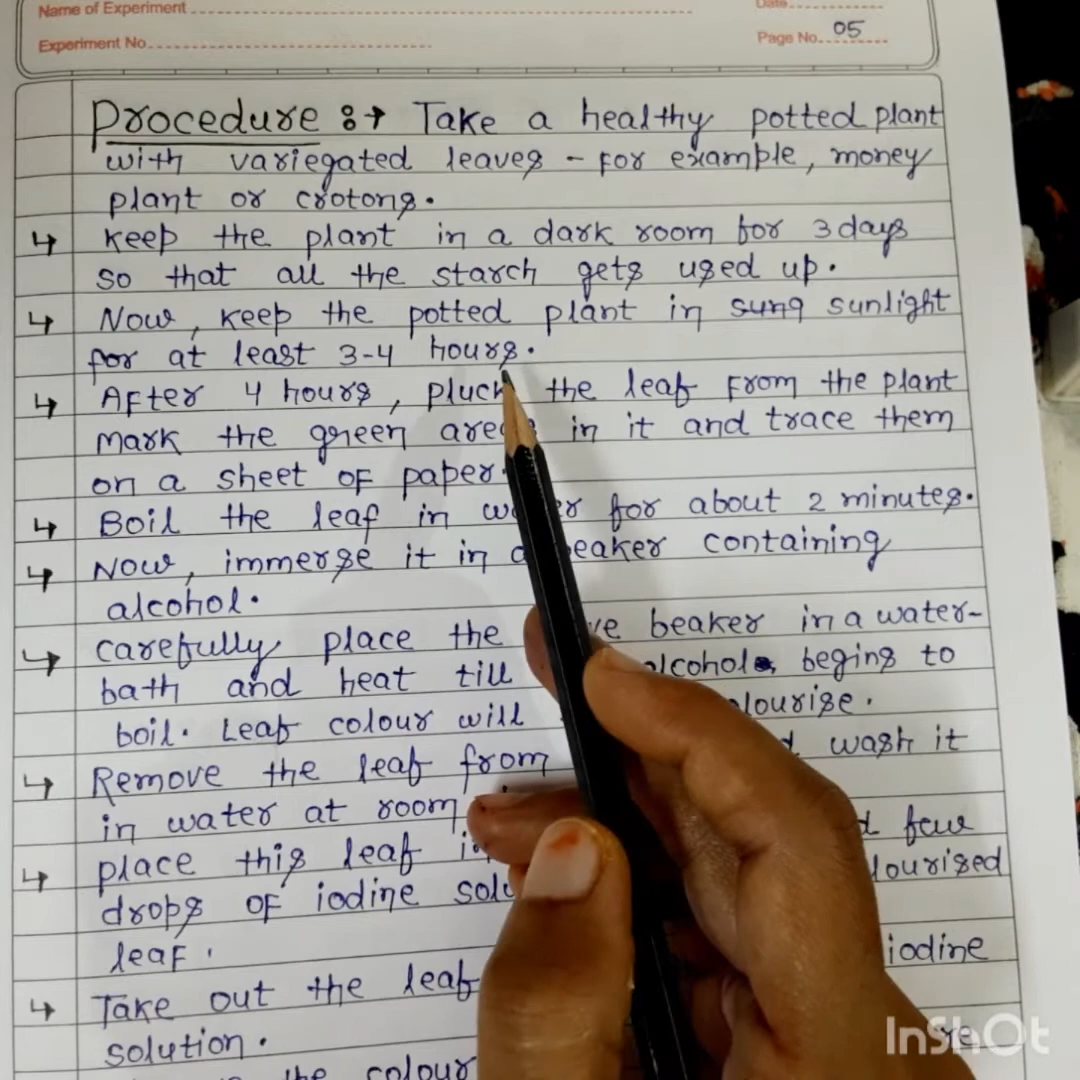 Name of Experiment
Date
Experiment No.
Page No. 05
Procedure :→ Take a healthy potted plant
with variegated leaves - for example, money
plant or crotons.
↳ Keep the plant in a dark room for 3 days
so that all the starch gets used up.
↳ Now, keep the potted plant in suns sunlight
for at least 3-4 hours.
↳ After 4 hours, pluck the leaf from the plant
Mark the green areas in it and trace them
on a sheet of paper.
↳ Boil the leaf in water for about 2 minutes.
↳ Now, immerse it in a beaker containing
alcohol.
↳ carefully place the beaker in a water-
bath and heat till alcohol begins to
boil. Leaf colour will
↳ Remove the leaf from wash it
in water at room
↳ place this leaf few
drops of iodine
leaf.
↳ Take out the leaf iodine
solution.
the colour
InShOt